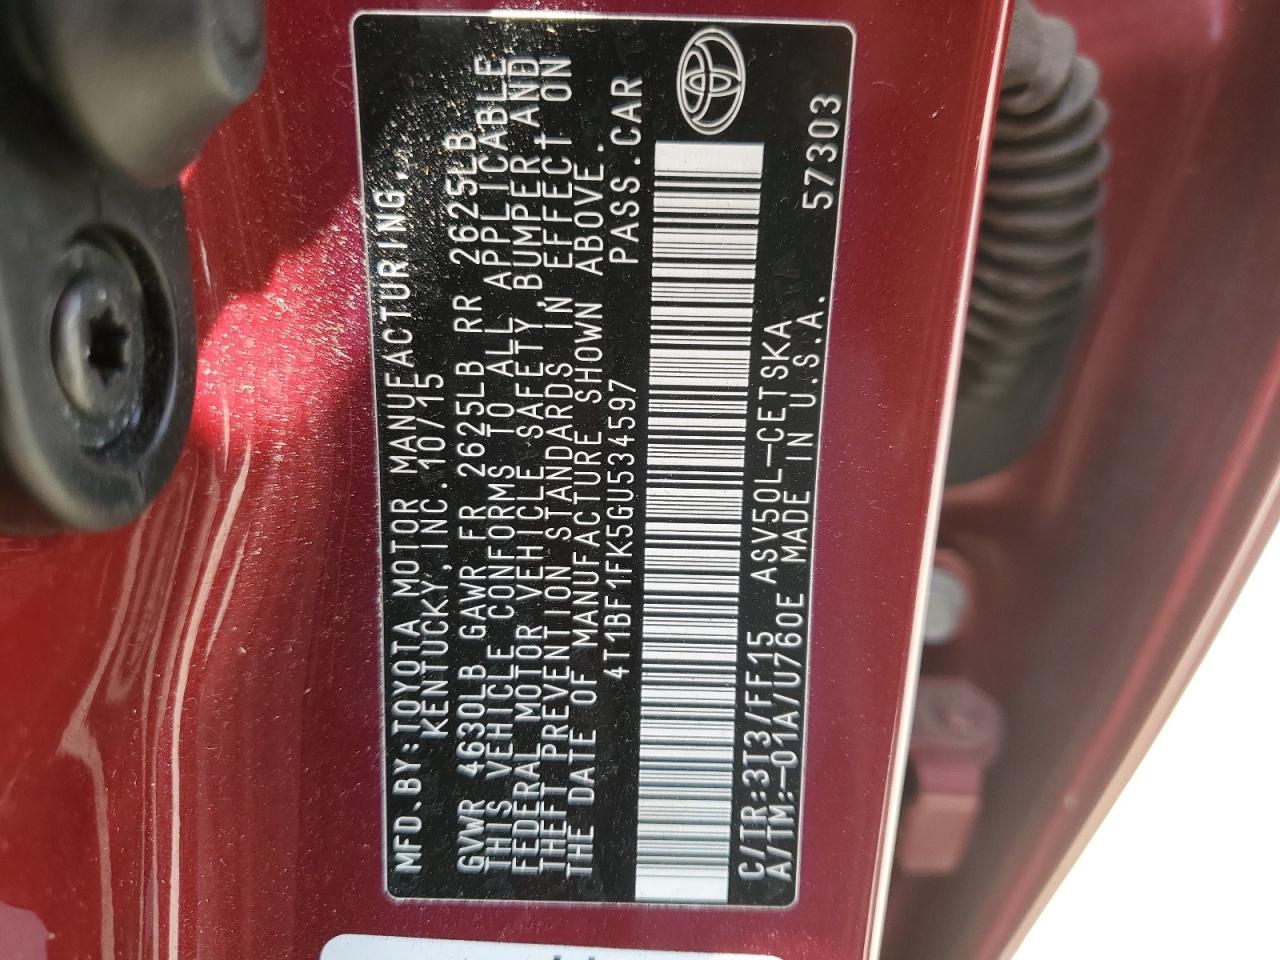 MFD.BY:TOYOTA MOTOR MANUFACTURING,
KENTUCKY,INC.10/15
GVWR 4630LB GAWR FR 2625LB RR 2625LB
THIS VEHICLE CONFORMS TO ALL APPLICABLE
FEDERAL MOTOR VEHICLE SAFETY, BUMPER AND
THEFT PREVENTION STANDARDS IN EFFECT ON
THE DATE OF MANUFACTURE SHOWN ABOVE.
4T1BF1FK5GU534597 PASS.CAR
C/TR:3T3/FF15 ASV50L-CETSKA
A/TM:-01A/U760E MADE IN U.S.A. 57303